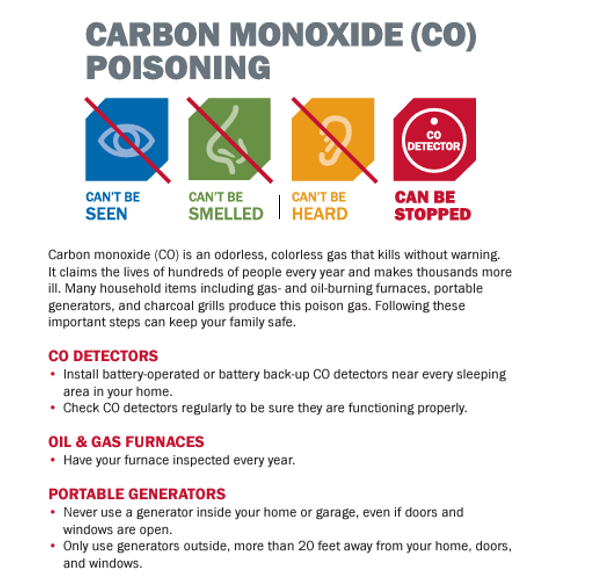 CARBON MONOXIDE (CO)
POISONING
CO
DETECTOR
CAN'T BE
SEEN
CAN'T BE
SMELLED
CAN'T BE
HEARD
CAN BE
STOPPED
Carbon monoxide (CO) is an odorless, colorless gas that kills without warning.
It claims the lives of hundreds of people every year and makes thousands more
ill. Many household items including gas- and oil-burning furnaces, portable
generators, and charcoal grills produce this poison gas. Following these
important steps can keep your family safe.
CO DETECTORS
• Install battery-operated or battery back-up CO detectors near every sleeping
area in your home.
• Check CO detectors regularly to be sure they are functioning properly.
OIL & GAS FURNACES
• Have your furnace inspected every year.
PORTABLE GENERATORS
• Never use a generator inside your home or garage, even if doors and
windows are open.
• Only use generators outside, more than 20 feet away from your home, doors,
and windows.